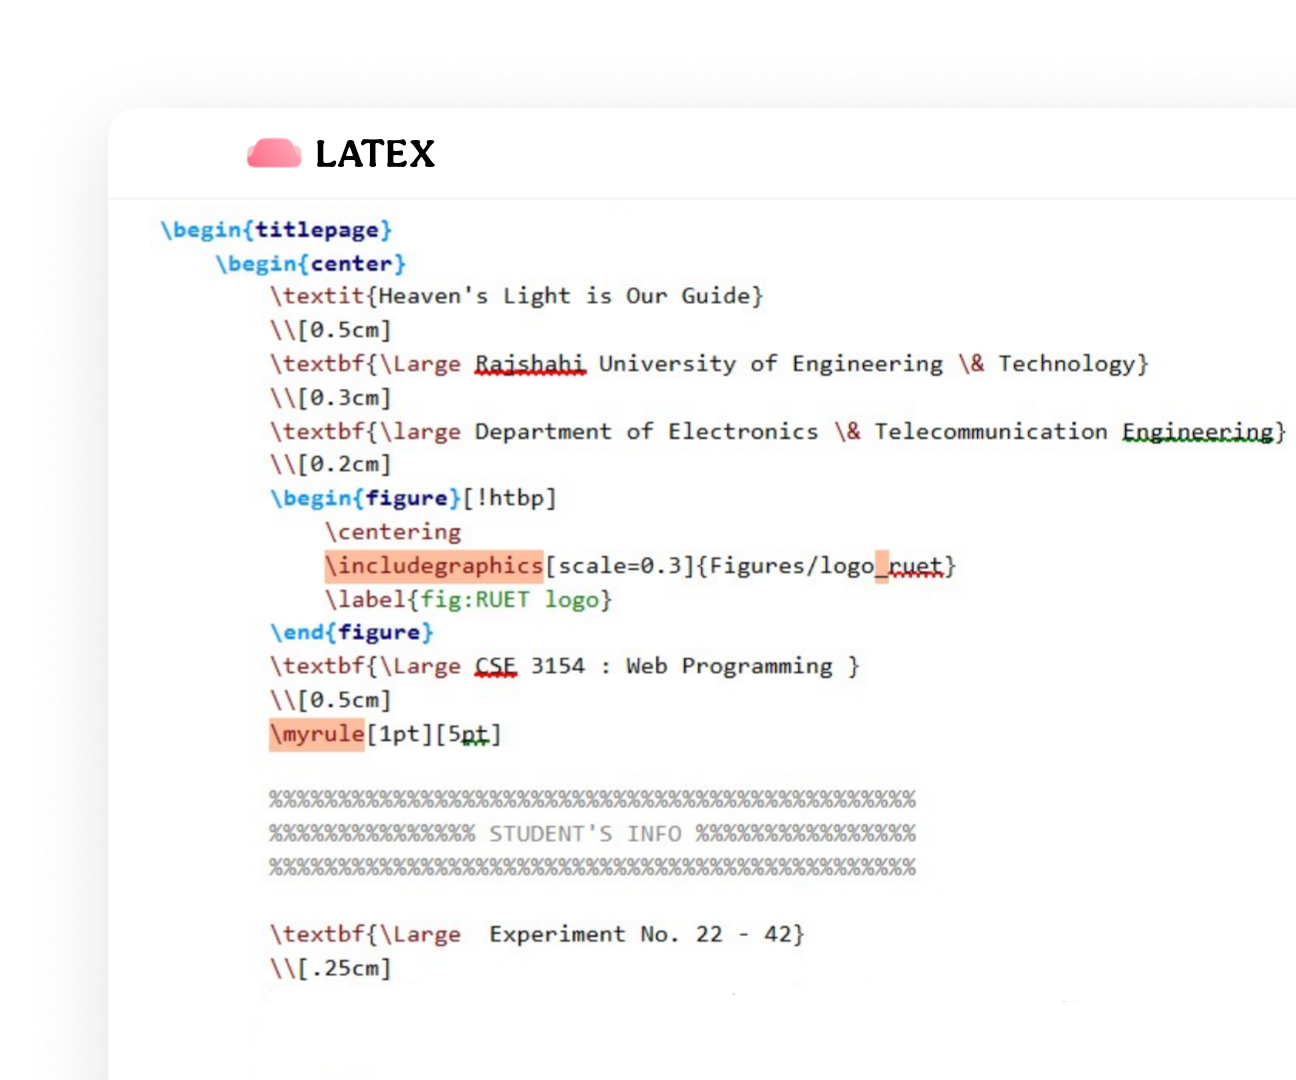 LATEX
\begin{titlepage}
\begin{center}
\textit{Heaven's Light is Our Guide}
\\[0.5cm]
\textbf{\Large Rajshahi University of Engineering \& Technology}
\\[0.3cm]
\textbf{\large Department of Electronics \& Telecommunication Engineering}
\\[0.2cm]
\begin{figure}[!htbp]
\centering
\includegraphics[scale=0.3]{Figures/logo_ruet}
\label{fig:RUET logo}
\end{figure}
\textbf{\Large CSE 3154 : Web Programming }
\\[0.5cm]
\myrule[1pt][5pt]
%%%%%%%%%%%%%%%%%%%%%%%%%%%%%%%%%%%%%%%%%%%%%%%
%%%%%%%%%%%%%%% STUDENT'S INFO %%%%%%%%%%%%%%%%
%%%%%%%%%%%%%%%%%%%%%%%%%%%%%%%%%%%%%%%%%%%%%%%
\textbf{\Large  Experiment No. 22 - 42}
\\[.25cm]